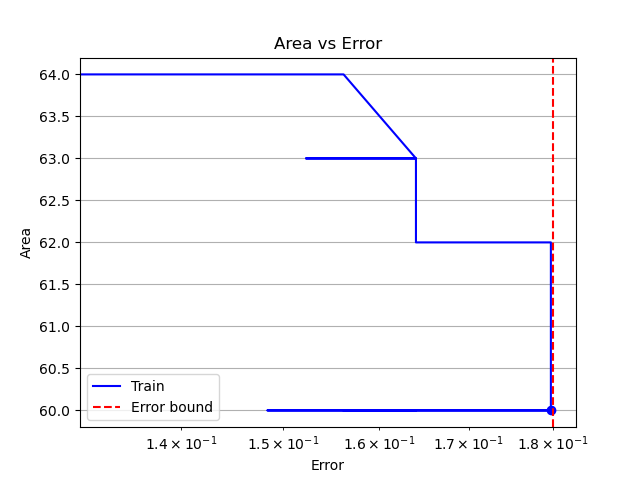 Area vs Error
Area
64.0
63.5
63.0
62.5
62.0
61.5
61.0
60.5
60.0
Train
Error bound
1.4 × 10⁻¹
1.5 × 10⁻¹
1.6 × 10⁻¹
1.7 × 10⁻¹
1.8 × 10⁻¹
Error